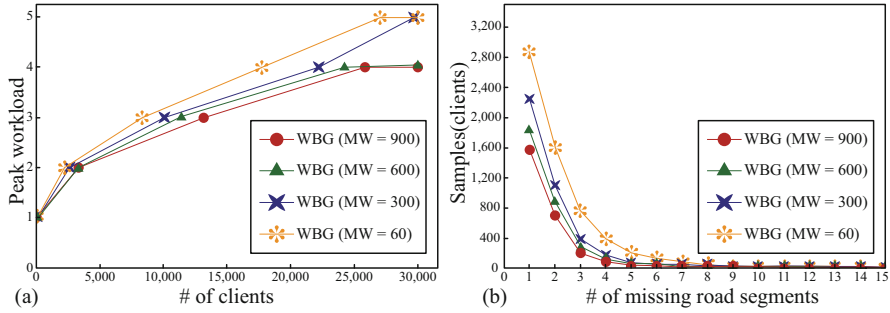 5
4
3
2
1
0
5,000
10,000
15,000
20,000
25,000
30,000
Peak workload
# of clients
WBG (MW = 900)
WBG (MW = 600)
WBG (MW = 300)
WBG (MW = 60)
(a)
3,200
2,800
2,400
2,000
1,600
1,200
800
400
0
1 2 3 4 5 6 7 8 9 10 11 12 13 14 15
Samples(clients)
# of missing road segments
WBG (MW = 900)
WBG (MW = 600)
WBG (MW = 300)
WBG (MW = 60)
(b)